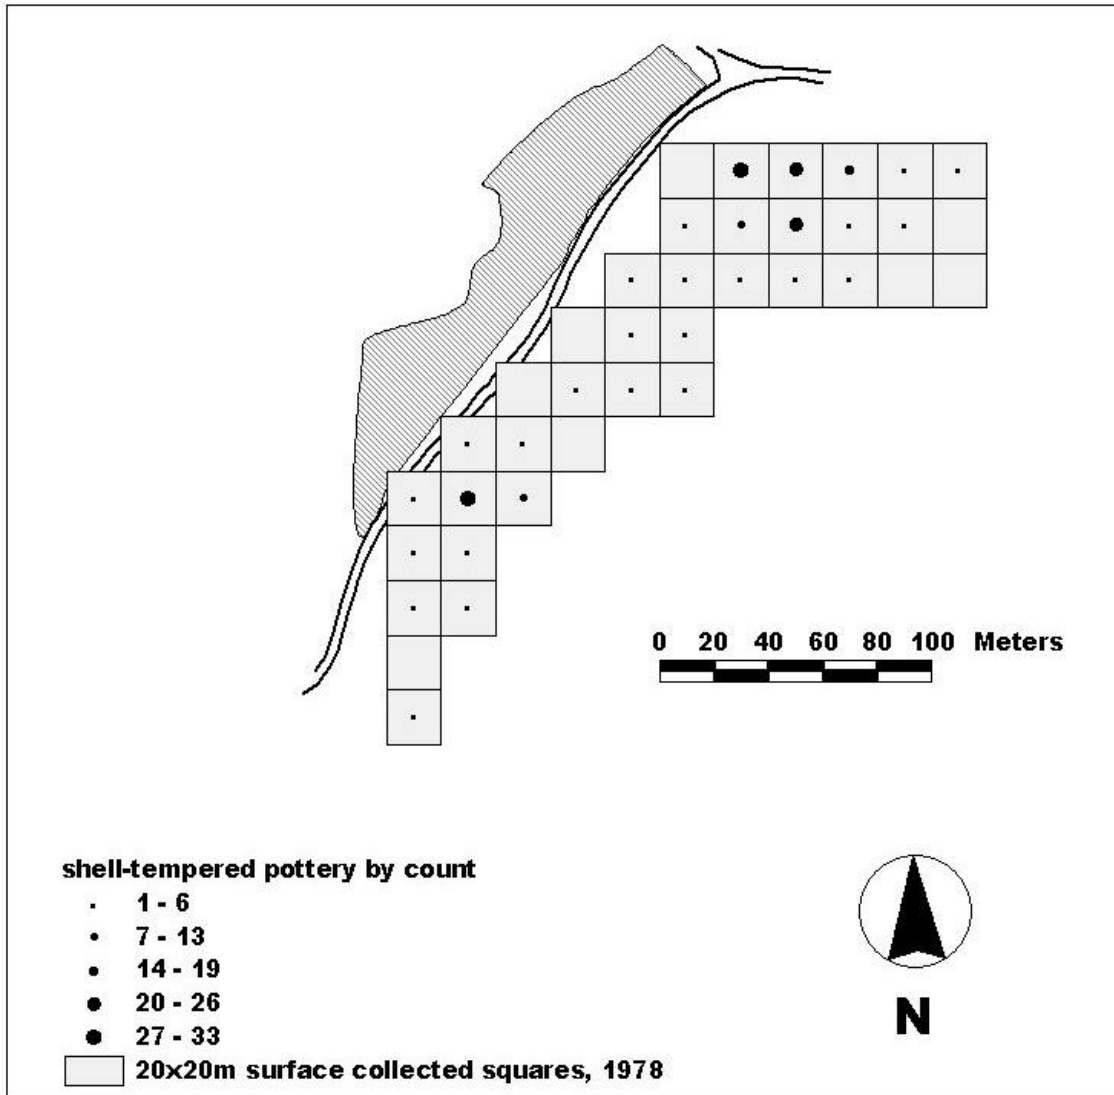 0 20 40 60 80 100 Meters
shell-tempered pottery by count
1 - 6
7 - 13
14 - 19
20 - 26
27 - 33
20x20m surface collected squares, 1978
N